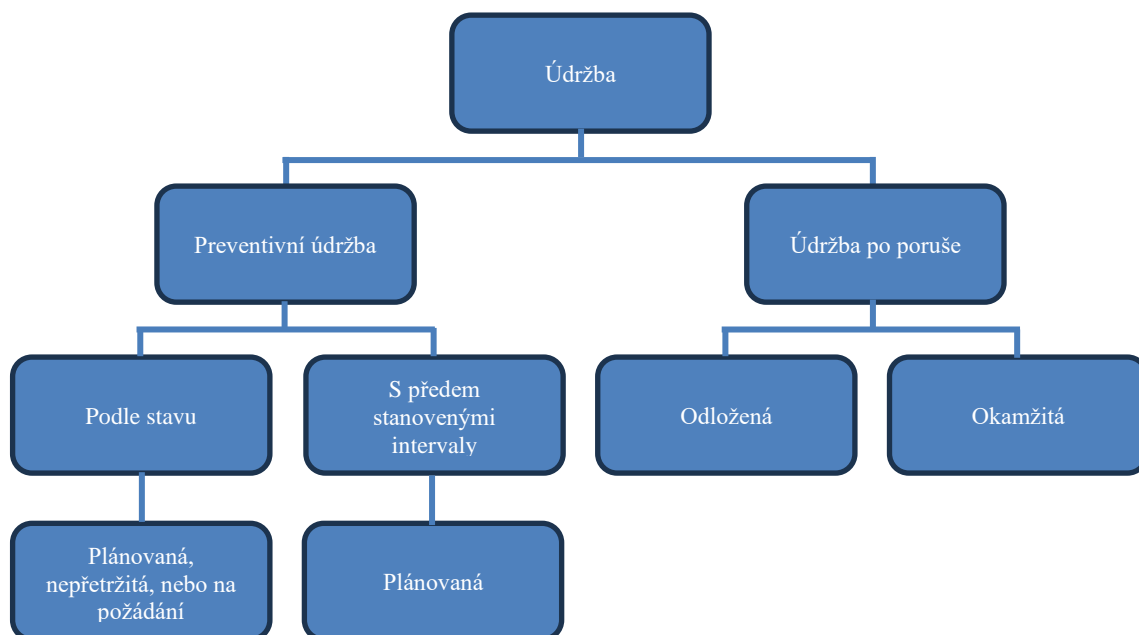 Údržba
Preventivní údržba
Údržba po poruše
Podle stavu
S předem
stanovenými
intervaly
Odložená
Okamžitá
Plánovaná,
nepřetržitá, nebo na
požádání
Plánovaná